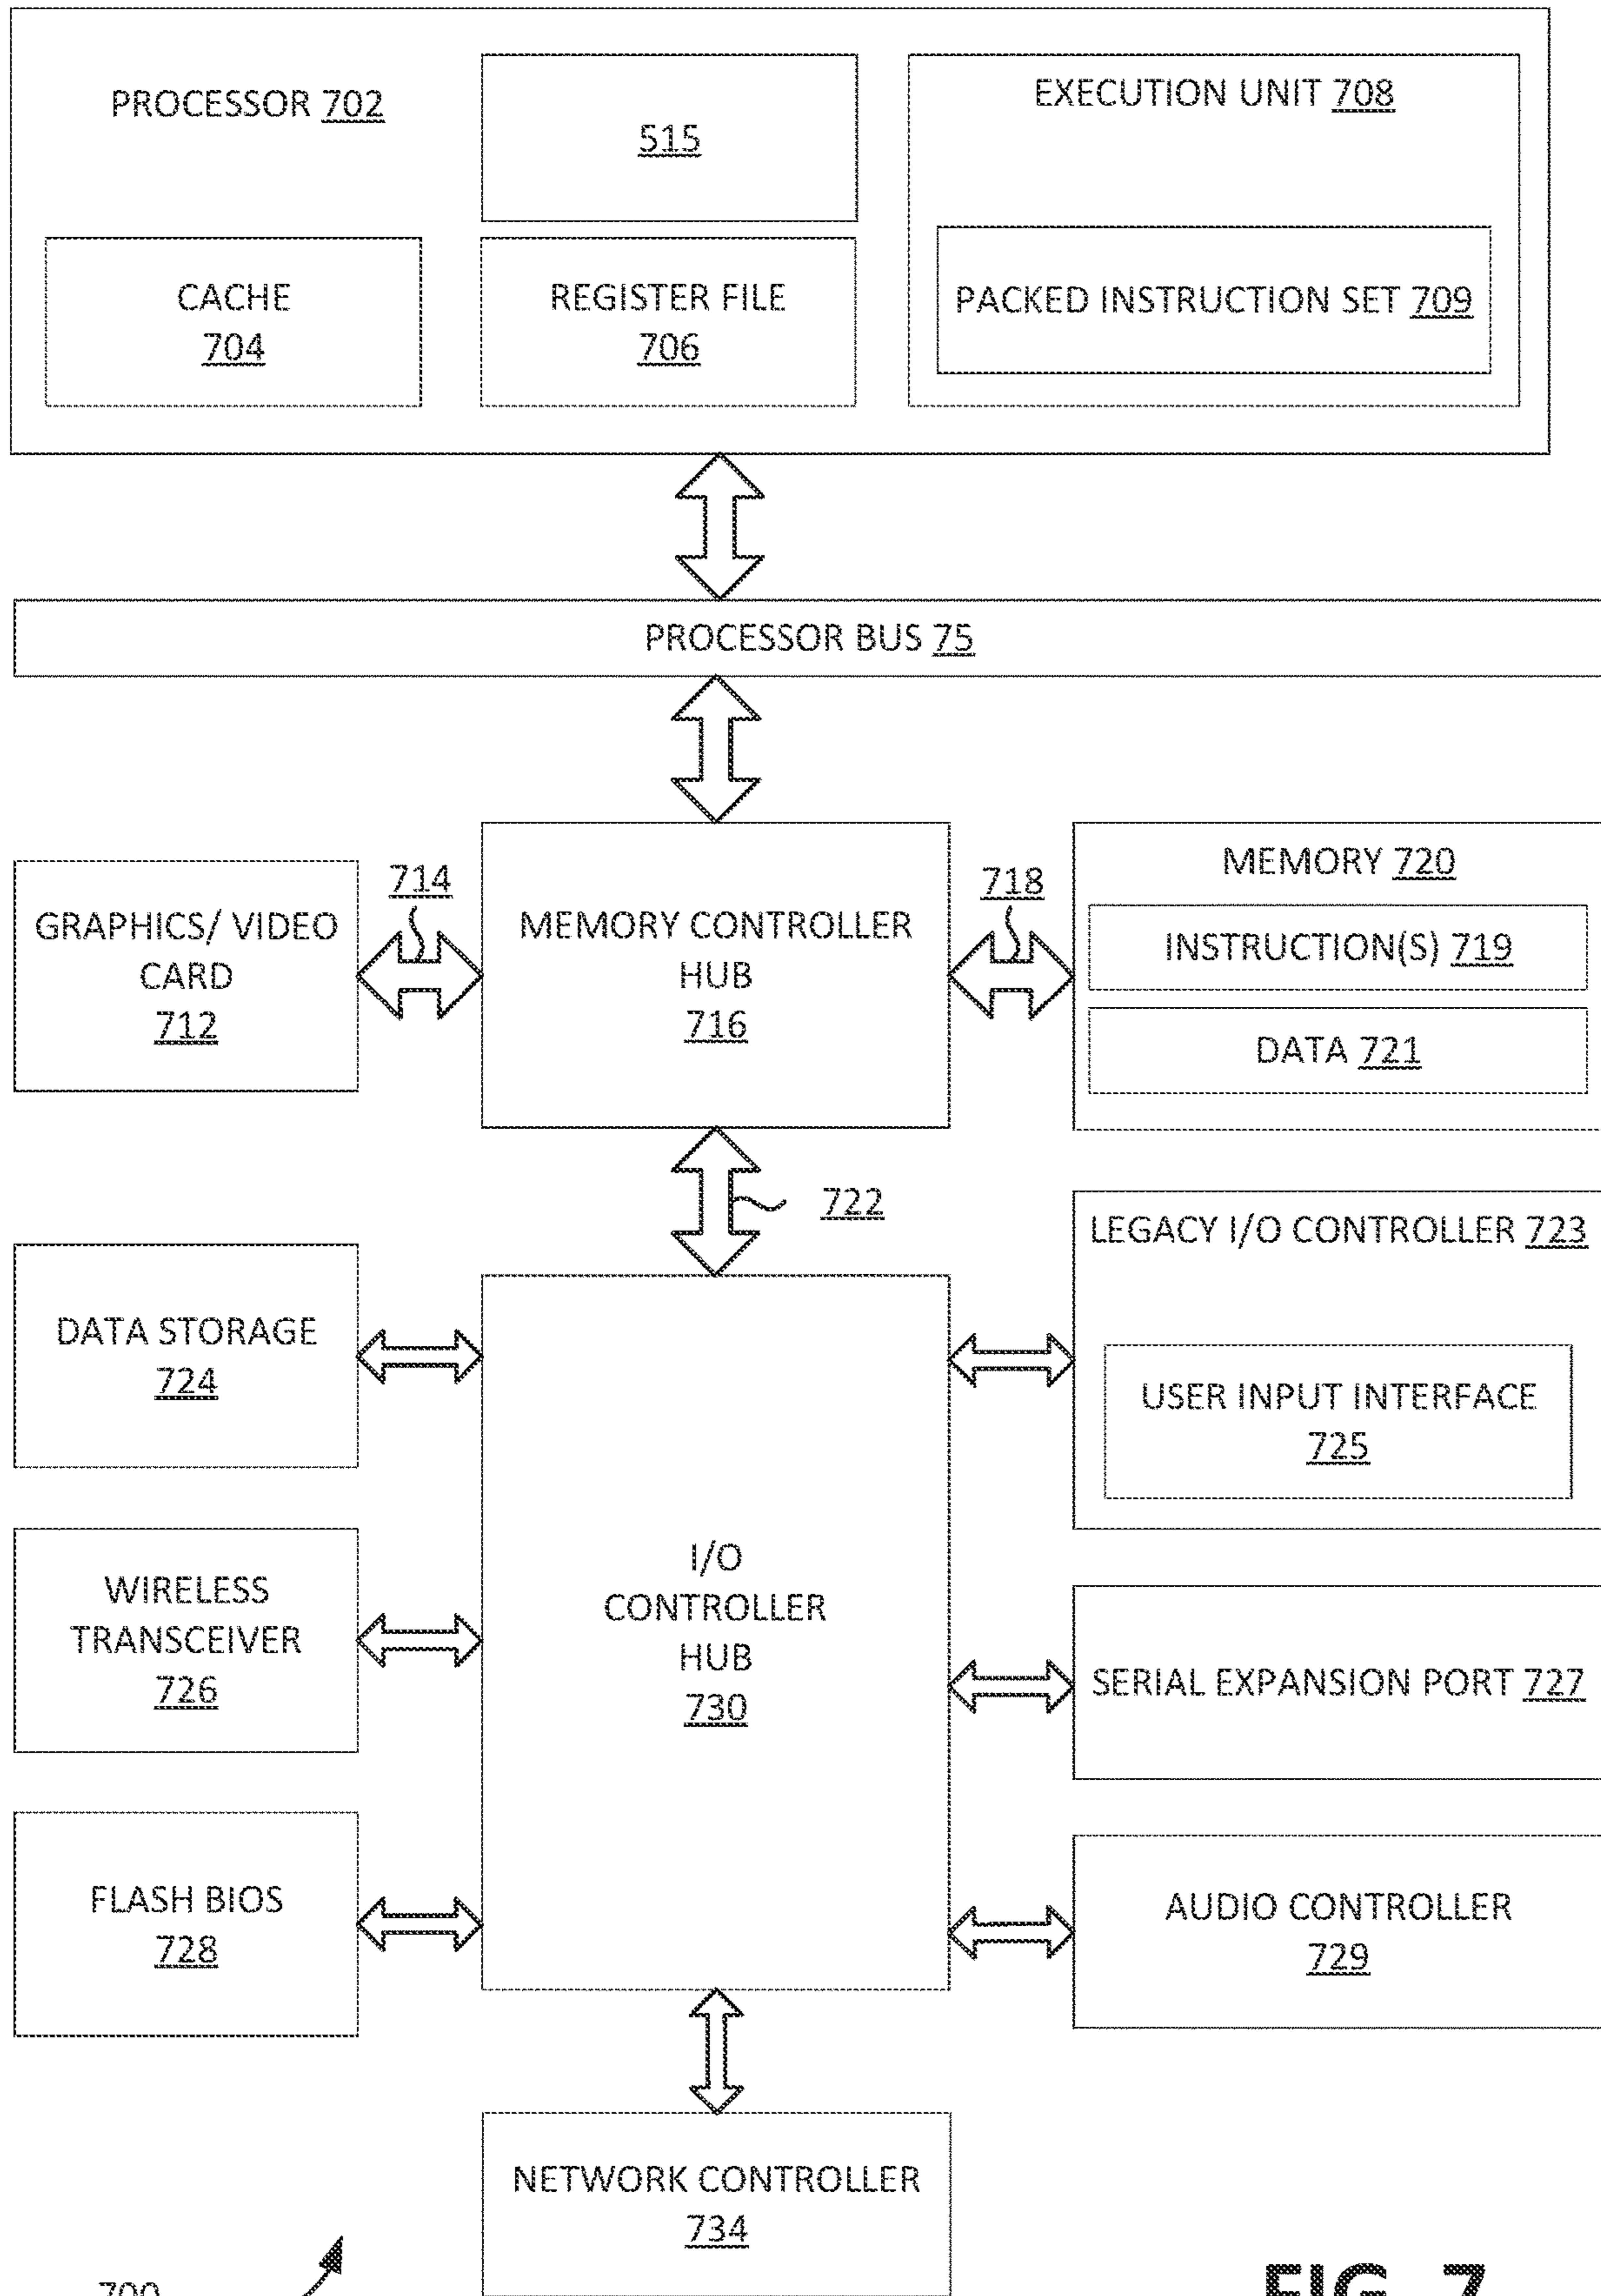 PROCESSOR 702
515
EXECUTION UNIT 708
CACHE
704
REGISTER FILE
706
PACKED INSTRUCTION SET 709
PROCESSOR BUS 75
GRAPHICS/ VIDEO
CARD
712
714
MEMORY CONTROLLER
HUB
716
718
MEMORY 720
INSTRUCTION(S) 719
DATA 721
722
LEGACY I/O CONTROLLER 723
USER INPUT INTERFACE
725
DATA STORAGE
724
WIRELESS
TRANSCEIVER
726
I/O
CONTROLLER
HUB
730
SERIAL EXPANSION PORT 727
FLASH BIOS
728
AUDIO CONTROLLER
729
NETWORK CONTROLLER
734
700
FIG. 7